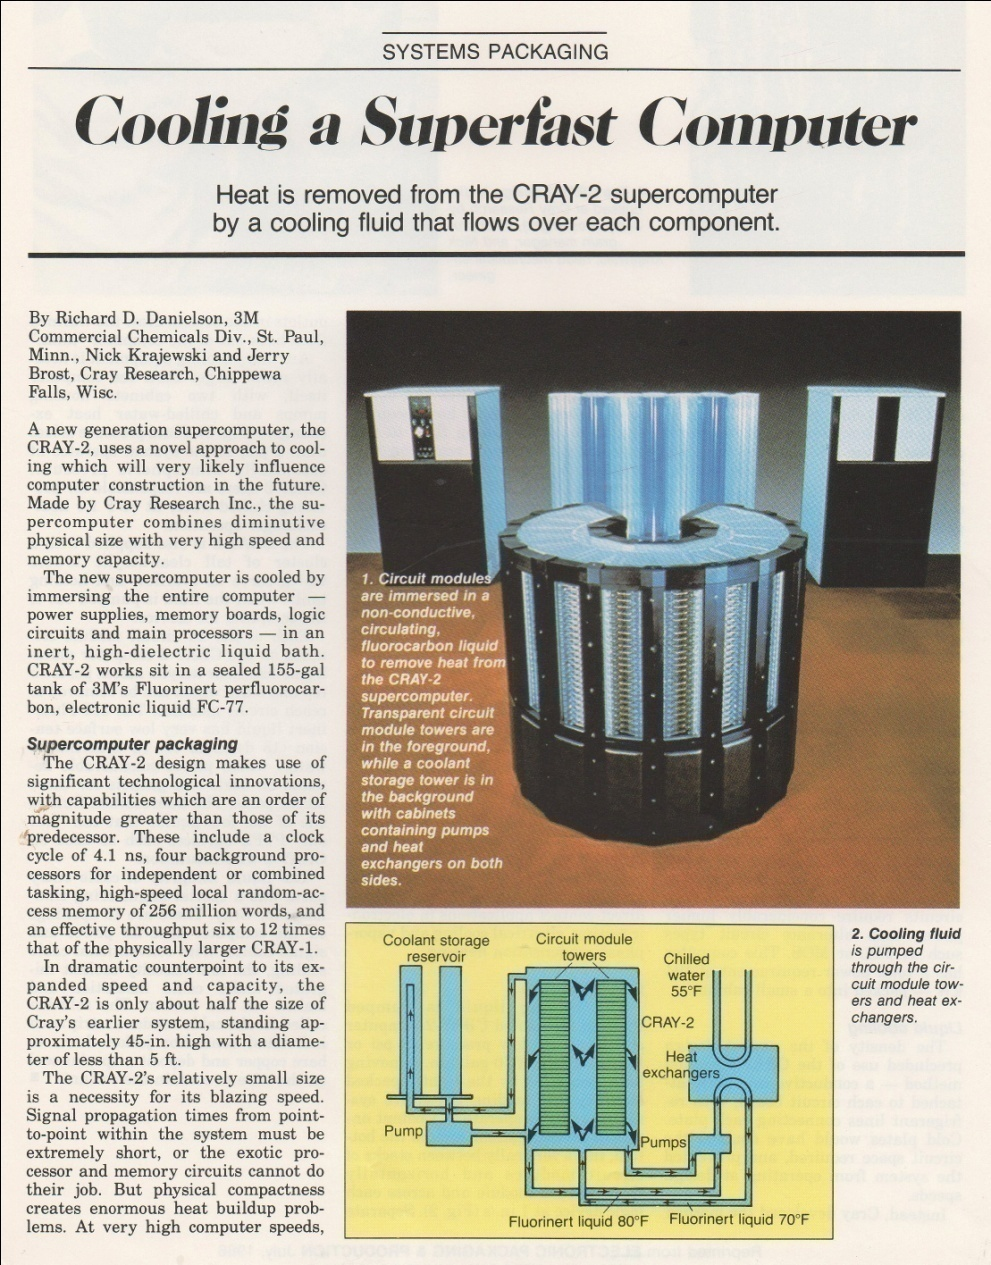 SYSTEMS PACKAGING
Cooling a Superfast Computer
Heat is removed from the CRAY-2 supercomputer
by a cooling fluid that flows over each component.
By Richard D. Danielson, 3M
Commercial Chemicals Div., St. Paul,
Minn., Nick Krajewski and Jerry
Brost, Cray Research, Chippewa
Falls, Wisc.
A new generation supercomputer, the
CRAY-2, uses a novel approach to cool-
ing which will very likely influence
computer construction in the future.
Made by Cray Research Inc., the su-
percomputer combines diminutive
physical size with very high speed and
memory capacity.
The new supercomputer is cooled by
immersing the entire computer —
power supplies, memory boards, logic
circuits and main processors — in an
inert, high-dielectric liquid bath.
CRAY-2 works sit in a sealed 155-gal
tank of 3M's Fluorinert perfluorocar-
bon, electronic liquid FC-77.
Supercomputer packaging
The CRAY-2 design makes use of
significant technological innovations,
with capabilities which are an order of
magnitude greater than those of its
predecessor. These include a clock
cycle of 4.1 ns, four background pro-
cessors for independent or combined
tasking, high-speed local random-ac-
cess memory of 256 million words, and
an effective throughput six to 12 times
that of the physically larger CRAY-1.
In dramatic counterpoint to its ex-
panded speed and capacity, the
CRAY-2 is only about half the size of
Cray's earlier system, standing ap-
proximately 45-in. high with a diame-
ter of less than 5 ft.
The CRAY-2's relatively small size
is a necessity for its blazing speed.
Signal propagation times from point-
to-point within the system must be
extremely short, or the exotic pro-
cessor and memory circuits cannot do
their job. But physical compactness
creates enormous heat buildup prob-
lems. At very high computer speeds,
1. Circuit modules
are immersed in a
non-conductive,
circulating,
fluorocarbon liquid
to remove heat from
the CRAY-2
supercomputer.
Transparent circuit
module towers are
in the foreground,
while a coolant
storage tower is in
the background
with cabinets
containing pumps
and heat
exchangers on both
sides.
Coolant storage
reservoir
Circuit module
towers
Chilled
water
55°F
CRAY-2
Heat
exchangers
Pump
Pumps
Fluorinert liquid 80°F
Fluorinert liquid 70°F
2. Cooling fluid
is pumped
through the cir-
cuit module tow-
ers and heat ex-
changers.